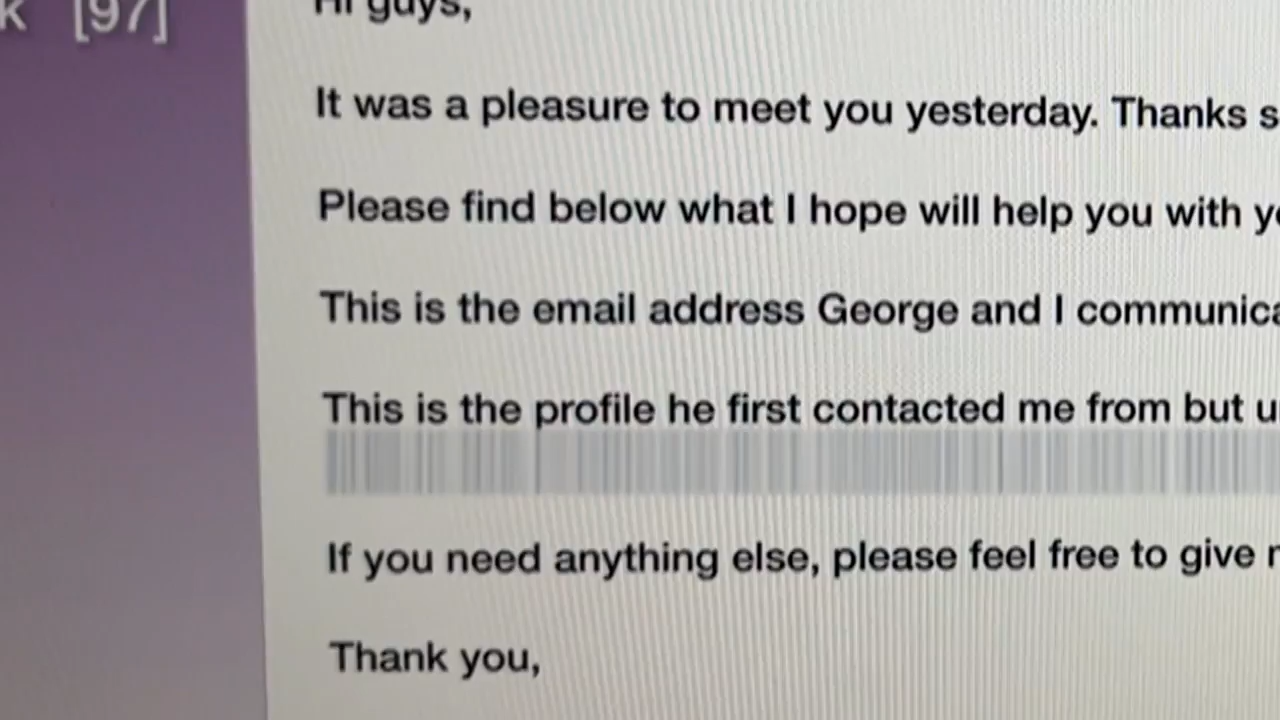 k [97]
Hi guys,
It was a pleasure to meet you yesterday. Thanks s
Please find below what I hope will help you with yo
This is the email address George and I communica
This is the profile he first contacted me from but u
If you need anything else, please feel free to give
Thank you,